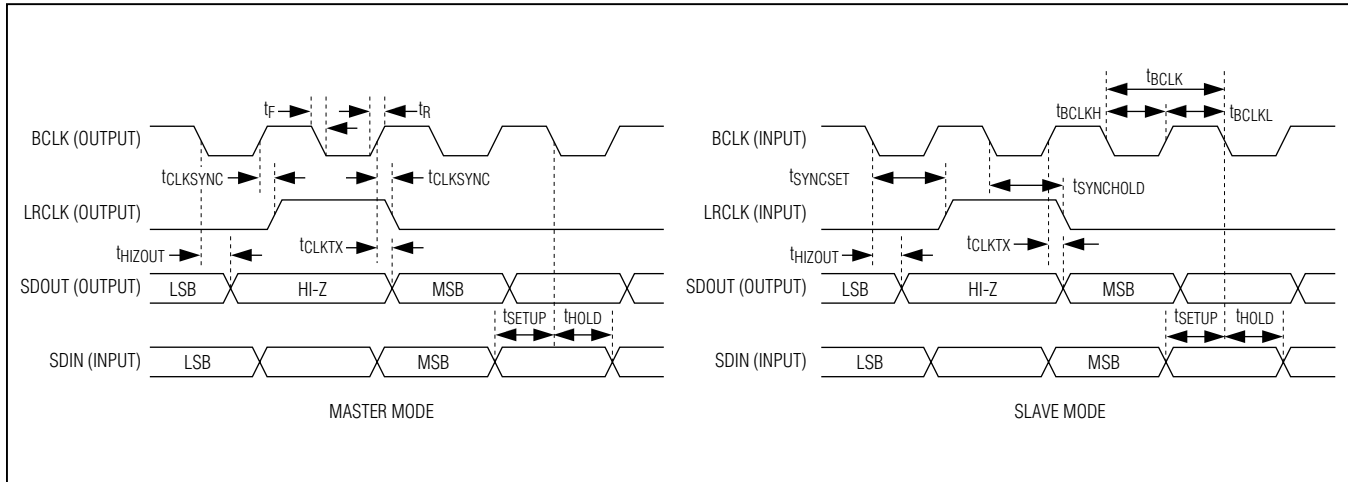 tF
tR
BCLK (OUTPUT)
tCLKSYNC
tCLKSYNC
LRCLK (OUTPUT)
tHIZOUT
tCLKTX
SDOUT (OUTPUT)
LSB
HI-Z
MSB
tSETUP
tHOLD
SDIN (INPUT)
LSB
MSB
MASTER MODE
tBCLK
tBCLKH
tBCLKL
BCLK (INPUT)
tSYNCSET
tSYNCHOLD
LRCLK (INPUT)
tHIZOUT
tCLKTX
SDOUT (OUTPUT)
LSB
HI-Z
MSB
tSETUP
tHOLD
SDIN (INPUT)
LSB
MSB
SLAVE MODE